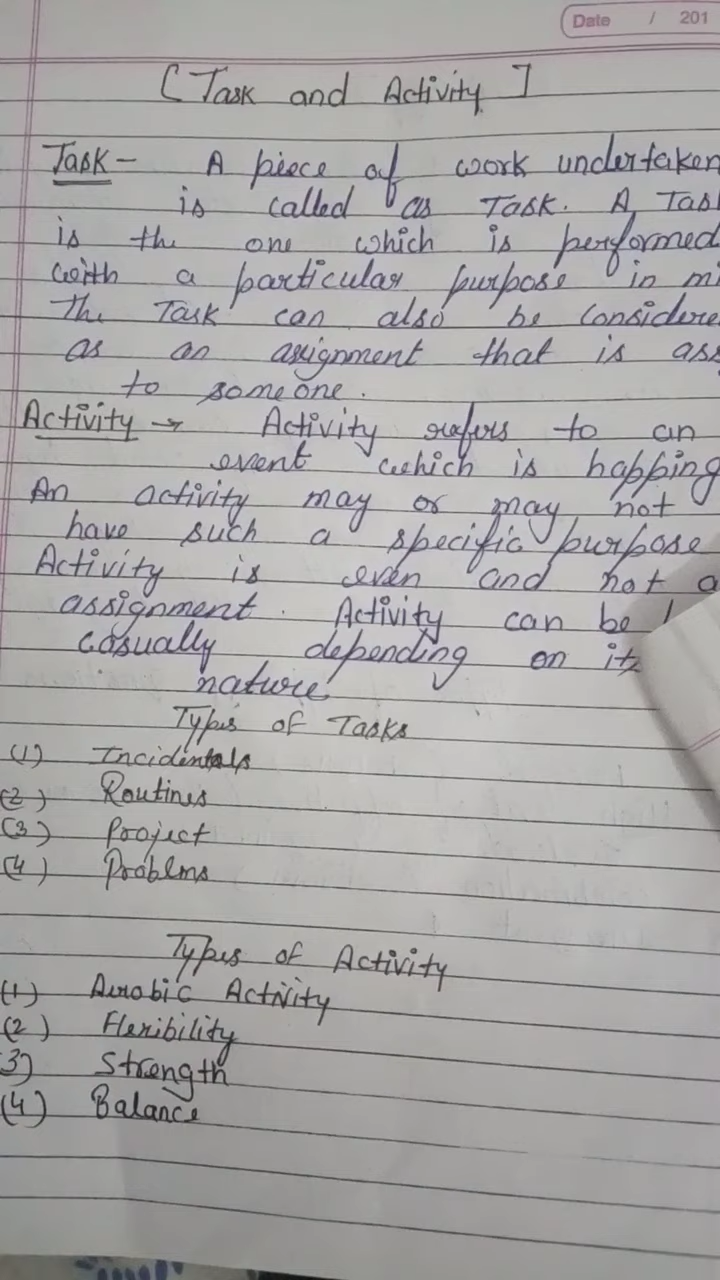 Date / 201
[Task and Activity]
Task - A piece of work undertaken
is called as Task. A
is the one which is performed
with a particular purpose in
The Task can also be
as an assignment that is
to someone.
Activity → Activity refers to an
event which is happing
An activity may or may not
have such a specific purpose
Activity is even and not a
assignment. Activity can be
casually depending on its
nature
Types of Tasks
(1) Incidentals
(2) Routines
(3) Project
(4) Problms
Types of Activity
(1) Aerobic Activity
(2) Flexibility
3) Strength
(4) Balance